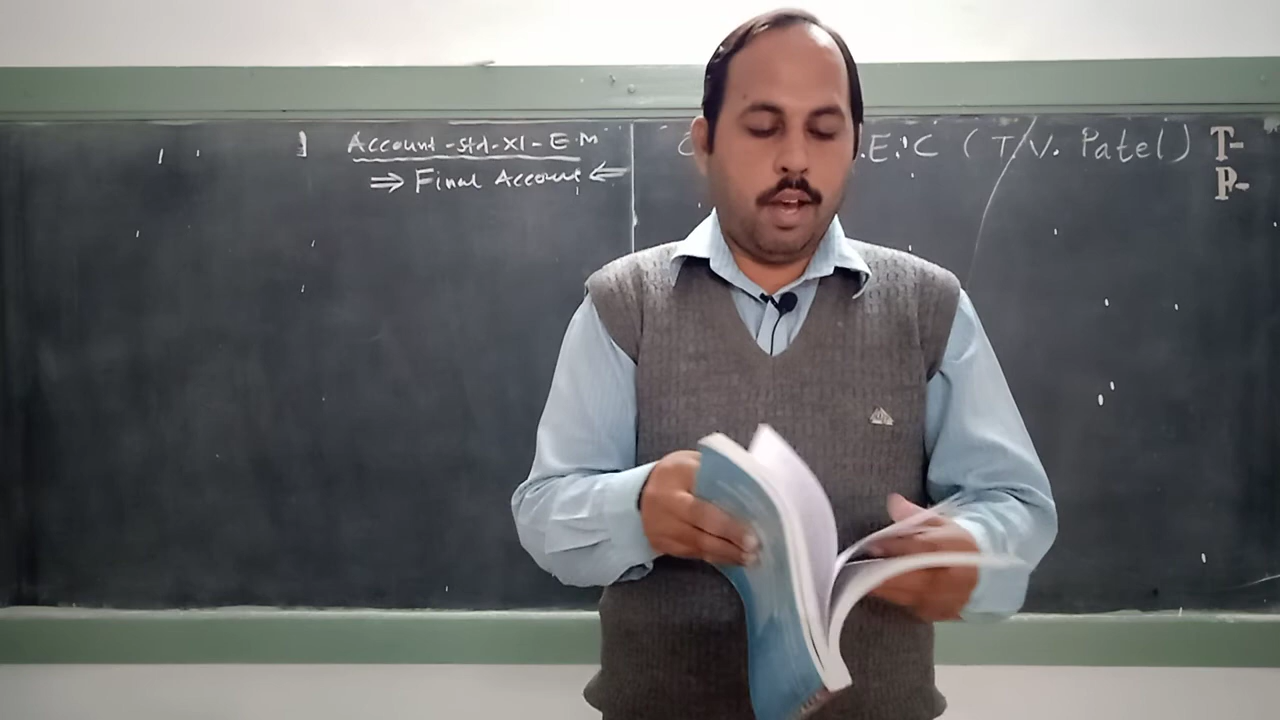 Account-std-XI-E.M
⇒ Final Account ⇐
.E.C (T.V. Patel)
T-
P-